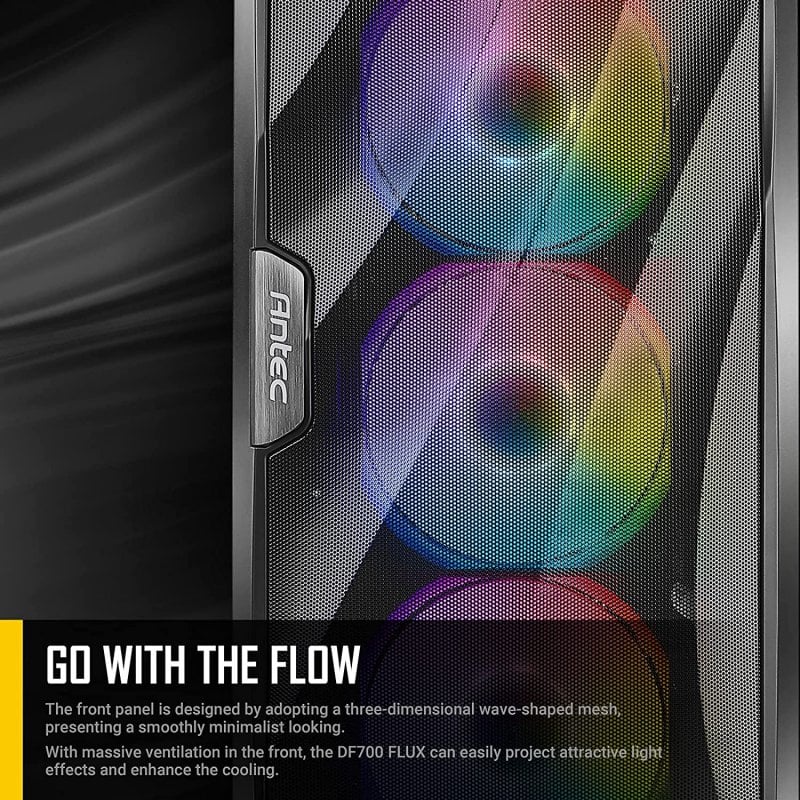 Antec
GO WITH THE FLOW
The front panel is designed by adopting a three-dimensional wave-shaped mesh,
presenting a smoothly minimalist looking.
With massive ventilation in the front, the DF700 FLUX can easily project attractive light
effects and enhance the cooling.